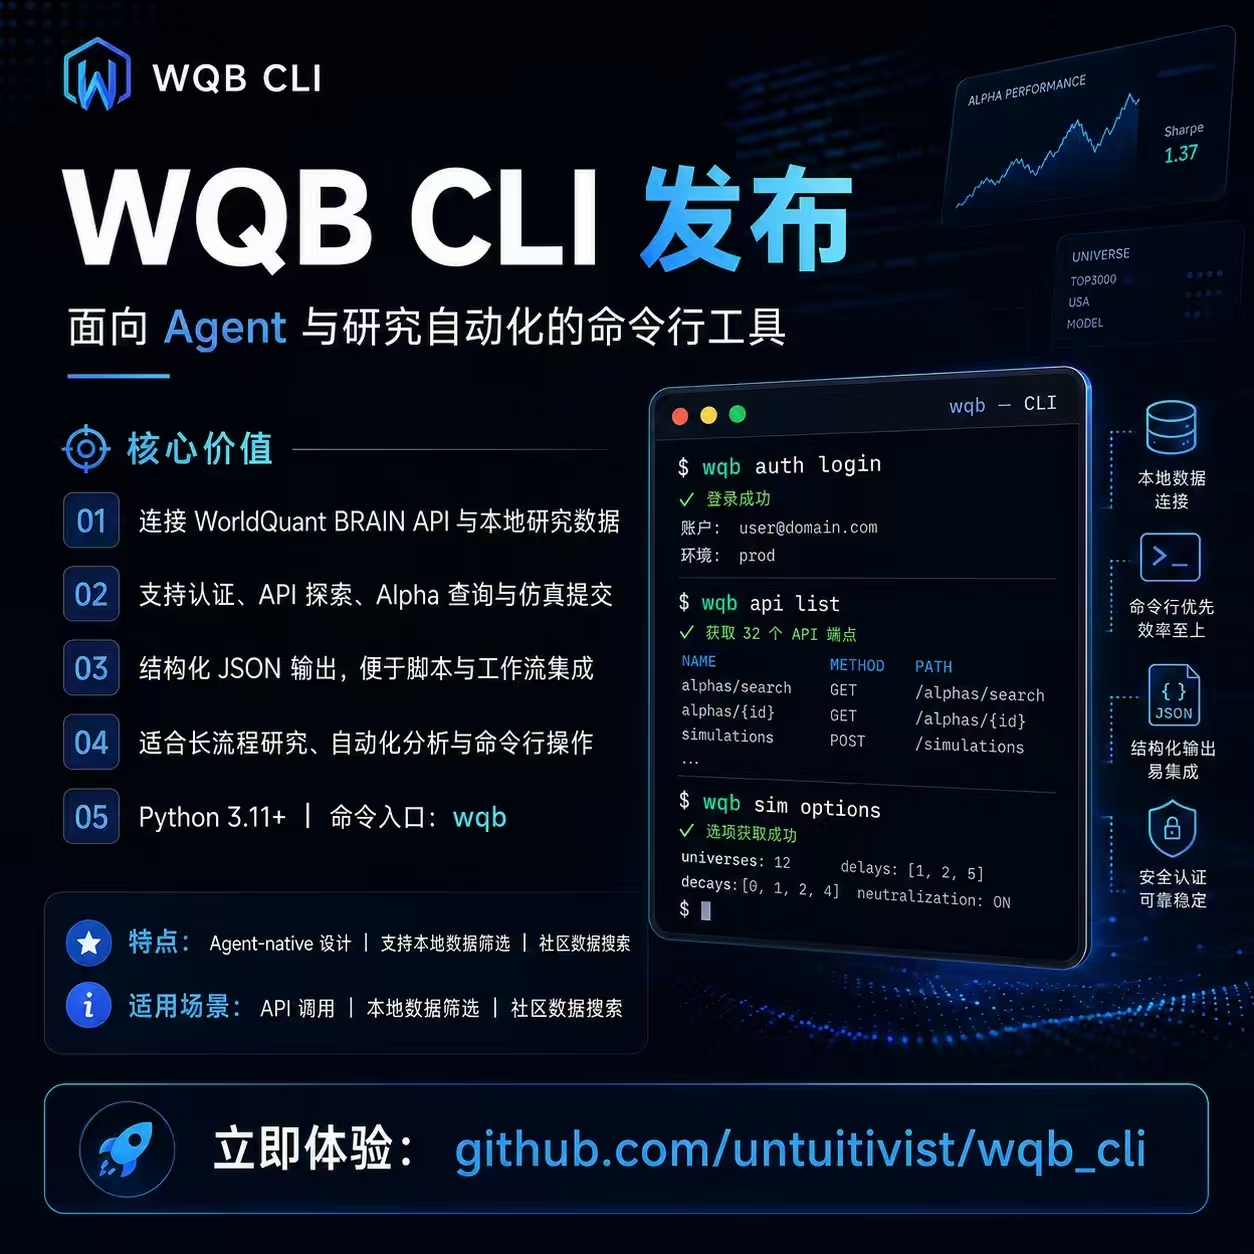 WQB CLI
WQB CLI 发布
面向 Agent 与研究自动化的命令行工具
ALPHA PERFORMANCE
Sharpe
1.37
UNIVERSE
TOP3000
USA
MODEL
核心价值
01 连接 WorldQuant BRAIN API 与本地研究数据
02 支持认证、API 探索、Alpha 查询与仿真提交
03 结构化 JSON 输出，便于脚本与工作流集成
04 适合长流程研究、自动化分析与命令行操作
05 Python 3.11+ | 命令入口：wqb
特点： Agent-native 设计 | 支持本地数据筛选 | 社区数据搜索
适用场景： API 调用 | 本地数据筛选 | 社区数据搜索
wqb — CLI
$ wqb auth login
✓ 登录成功
账户： user@domain.com
环境： prod
$ wqb api list
✓ 获取 32 个 API 端点
NAME METHOD PATH
alphas/search GET /alphas/search
alphas/{id} GET /alphas/{id}
simulations POST /simulations
...
$ wqb sim options
✓ 选项获取成功
universes: 12 delays: [1, 2, 5]
decays:[0, 1, 2, 4] neutralization: ON
$
本地数据
连接
命令行优先
效率至上
{ }
JSON
结构化输出
易集成
安全认证
可靠稳定
立即体验： github.com/untuitivist/wqb_cli